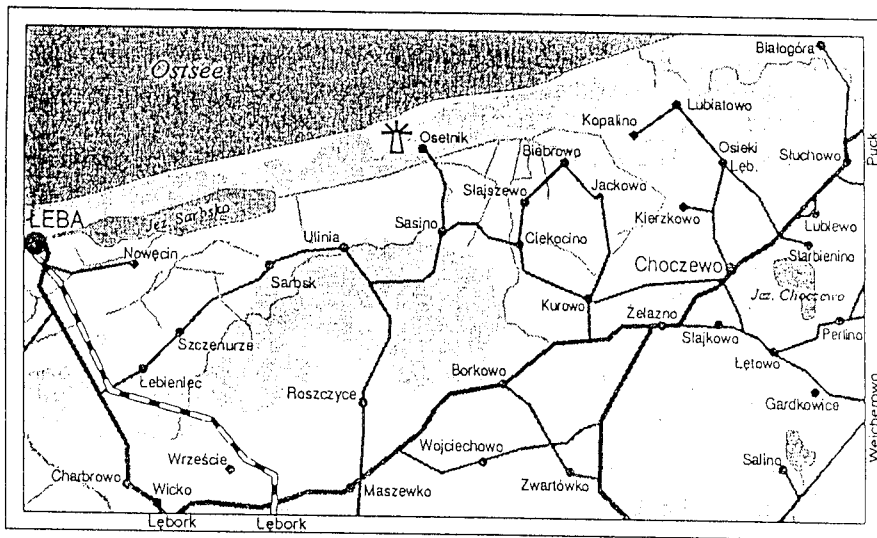 Białogóra
Ostsee
Lubiatowo
Kopalino
Osetnik
Biebrowo
Osieki
Łęb.
Słuchowo
Puck
Słajszewo
Jackowo
Jez. Sarbsko
ŁEBA
Kierzkowo
Lublewo
Sasino
Ulinia
Nowęcin
Ciekocino
Starbienino
Choczewo
Sarbsk
Jez. Choczewo
Kurowo
Żelazno
Szczenurze
Słajkowo
Perlino
Łętowo
Łebieniec
Borkowo
Roszczyce
Gardkowice
Wejcherowo
Wojciechowo
Wrzeście
Salino
Charbrowo
Zwartówko
Wicko
Maszewko
Lębork
Lębork